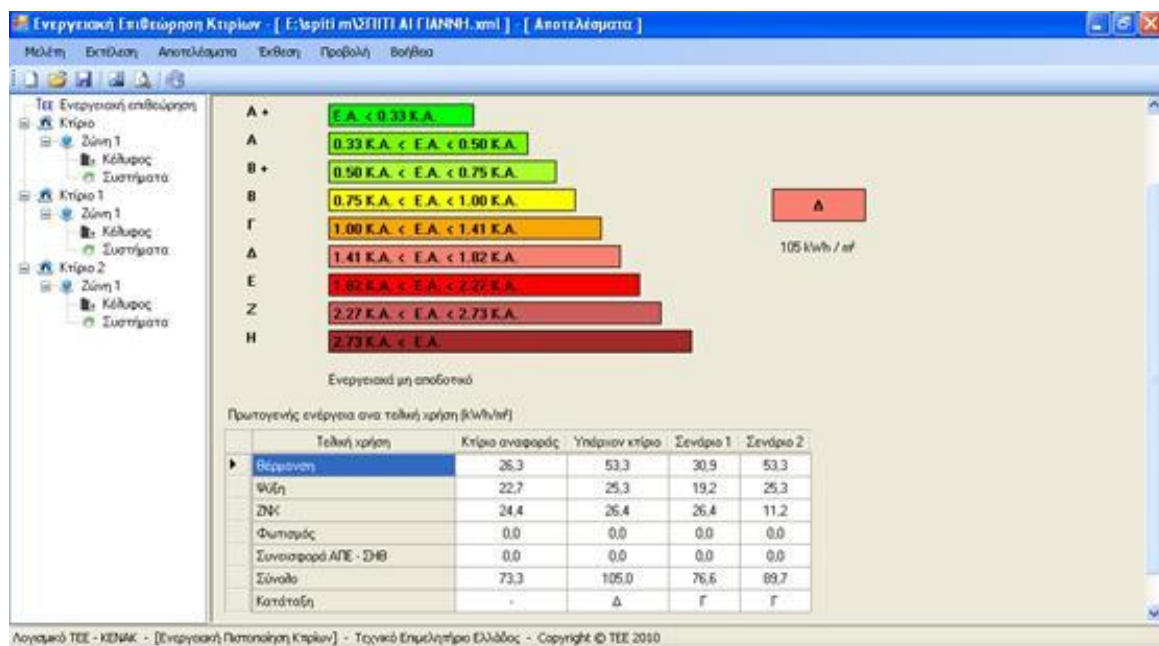 Ενεργειακή Επιθεώρηση Κτιρίων - [ E:\spiti m\ΣΠΙΤΙ ΑΙ ΓΙΑΝΝΗ.xml ] - [ Αποτελέσματα ]
Μελέτη Εκτέλεση Αποτελέσματα Έκθεση Προβολή Βοήθεια
ΤΕΕ Ενεργειακή επιθεώρηση
Κτίριο
Ζώνη 1
Κέλυφος
Συστήματα
Κτίριο 1
Ζώνη 1
Κέλυφος
Συστήματα
Κτίριο 2
Ζώνη 1
Κέλυφος
Συστήματα
Α + Ε.Α. < 0.33 Κ.Α.
Α 0.33 Κ.Α. < Ε.Α. < 0.50 Κ.Α.
Β + 0.50 Κ.Α. < Ε.Α. < 0.75 Κ.Α.
Β 0.75 Κ.Α. < Ε.Α. < 1.00 Κ.Α.
Γ 1.00 Κ.Α. < Ε.Α. < 1.41 Κ.Α.
Δ 1.41 Κ.Α. < Ε.Α. < 1.82 Κ.Α.
Ε 1.82 Κ.Α. < Ε.Α. < 2.27 Κ.Α.
Ζ 2.27 Κ.Α. < Ε.Α. < 2.73 Κ.Α.
Η 2.73 Κ.Α. < Ε.Α.
Δ
105 kWh / m²
Ενεργειακά μη αποδοτικό
Πρωτογενής ενέργεια ανα τελική χρήση (kWh/m²)
Τελική χρήση Κτίριο αναφοράς Υπάρχον κτίριο Σενάριο 1 Σενάριο 2
Θέρμανση 26,3 53,3 30,9 53,3
Ψύξη 22,7 25,3 19,2 25,3
ΖΝΧ 24,4 26,4 26,4 11,2
Φωτισμός 0,0 0,0 0,0 0,0
Συνεισφορά ΑΠΕ - ΣΗΘ 0,0 0,0 0,0 0,0
Σύνολο 73,3 105,0 76,6 89,7
Κατάταξη - Δ Γ Γ
Λογισμικό TEE - KENAK - [Ενεργειακή Πιστοποίηση Κτιρίων] - Τεχνικό Επιμελητήριο Ελλάδος - Copyright © TEE 2010